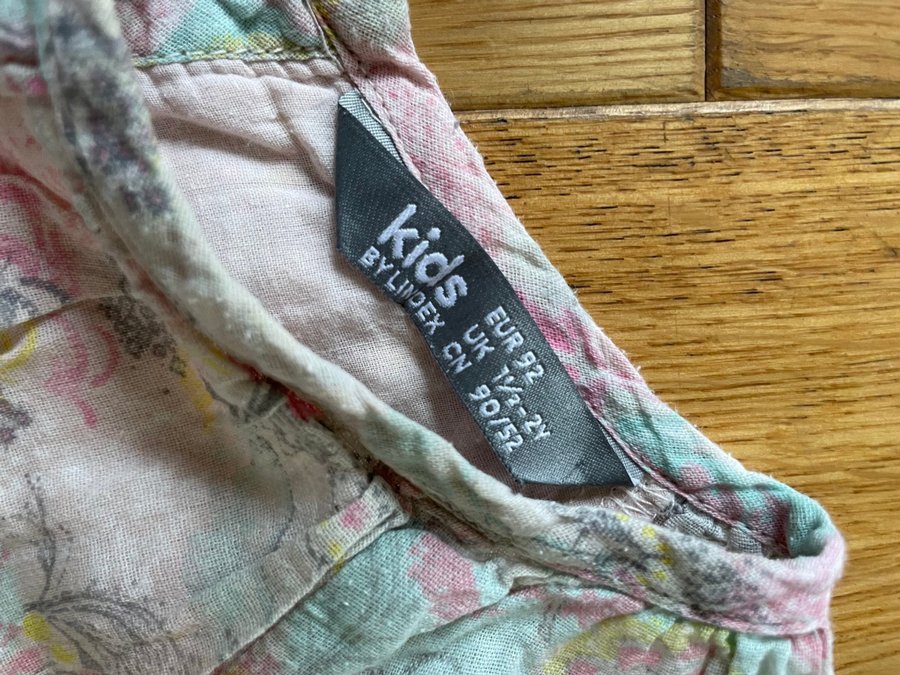 kids
BY LINDEX
EUR 92
UK 1½-2Y
CN 90/52